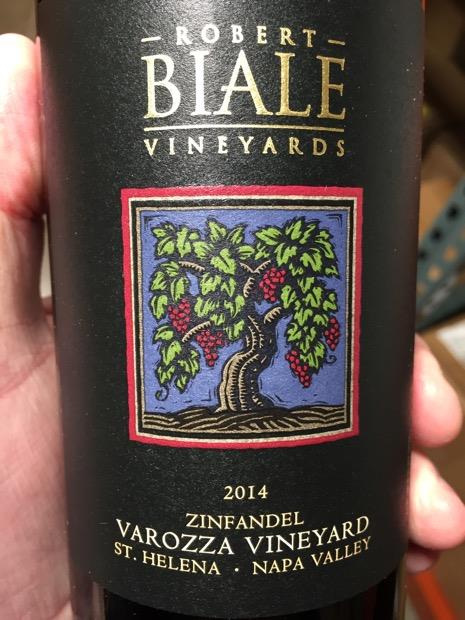 – ROBERT –
BIALE
VINEYARDS
2014
ZINFANDEL
VAROZZA VINEYARD
ST. HELENA · NAPA VALLEY